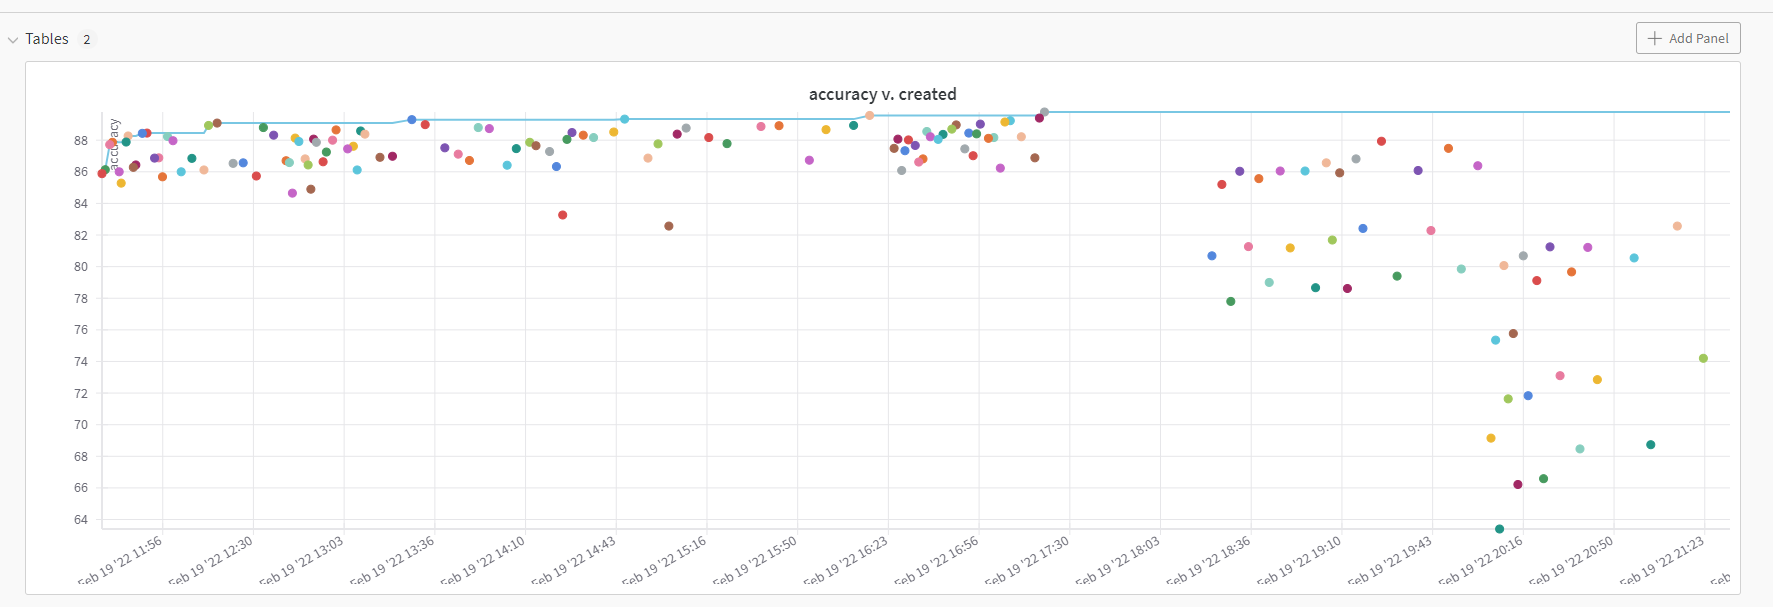 Tables 2
Add Panel
accuracy v. created
accuracy
88
86
84
82
80
78
76
74
72
70
68
66
64
Feb 19 '22 11:56
Feb 19 '22 12:30
Feb 19 '22 13:03
Feb 19 '22 13:36
Feb 19 '22 14:10
Feb 19 '22 14:43
Feb 19 '22 15:16
Feb 19 '22 15:50
Feb 19 '22 16:23
Feb 19 '22 16:56
Feb 19 '22 17:30
Feb 19 '22 18:03
Feb 19 '22 18:36
Feb 19 '22 19:10
Feb 19 '22 19:43
Feb 19 '22 20:16
Feb 19 '22 20:50
Feb 19 '22 21:23
Feb